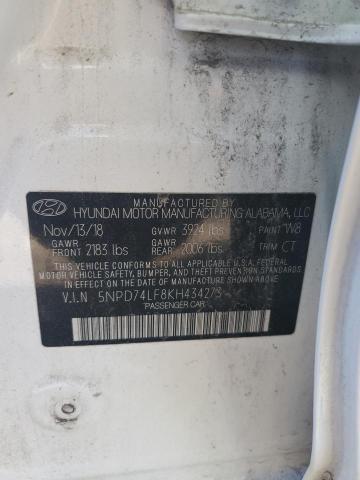 MANUFACTURED BY
HYUNDAI MOTOR MANUFACTURING ALABAMA, LLC
Nov/13/18 GVWR 3924 lbs PAINT W8
GAWR FRONT 2183 lbs GAWR REAR 2006 lbs TRIM CT
THIS VEHICLE CONFORMS TO ALL APPLICABLE U.S.A. FEDERAL
MOTOR VEHICLE SAFETY, BUMPER, AND THEFT PREVENTION
STANDARDS IN EFFECT ON THE DATE OF MANUFACTURE SHOWN ABOVE.
V.I.N 5NPD74LF8KH434273
PASSENGER CAR